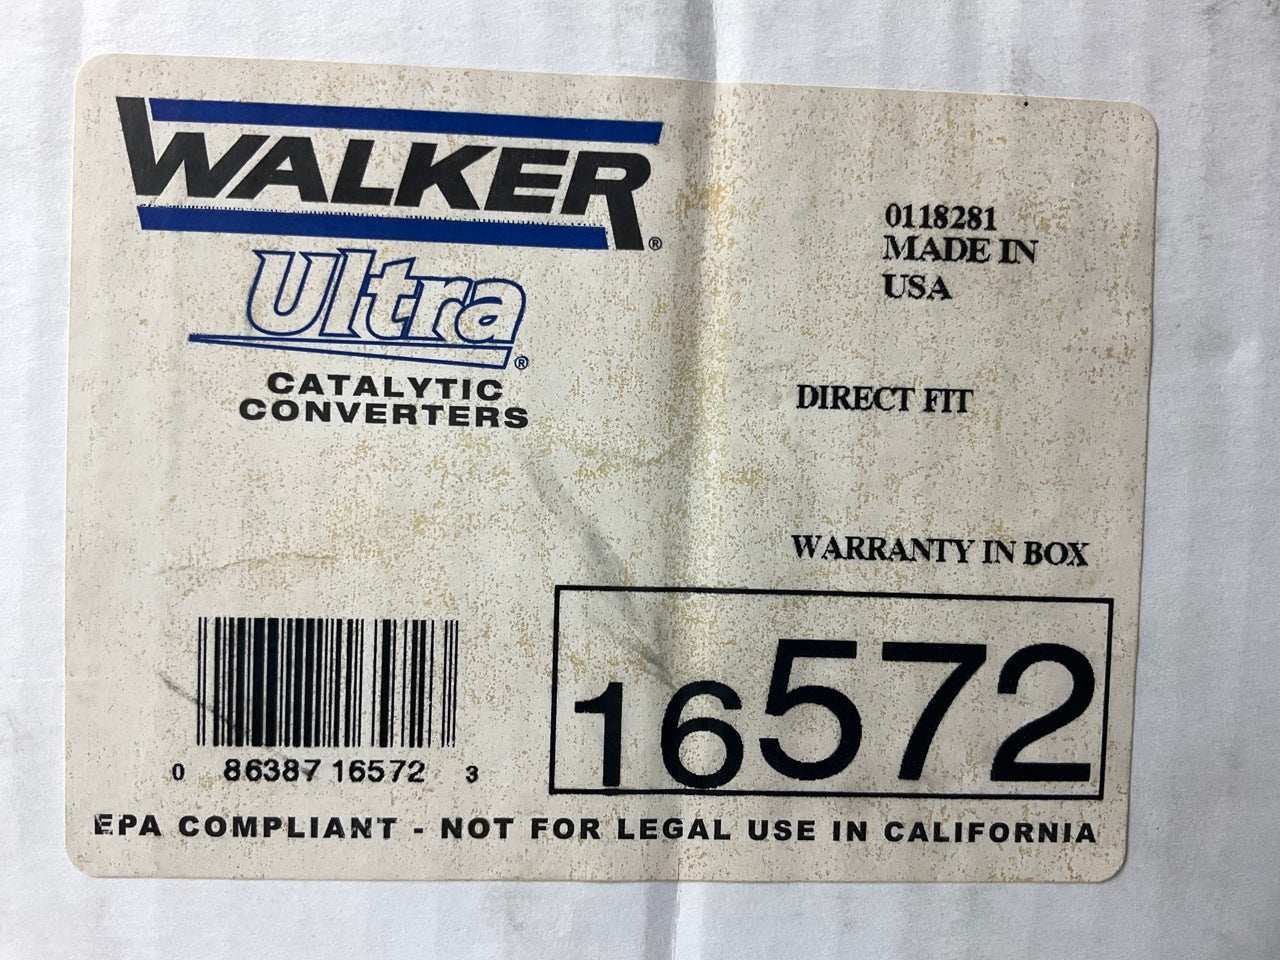 WALKER®
Ultra®
CATALYTIC
CONVERTERS
0118281
MADE IN
USA
DIRECT FIT
WARRANTY IN BOX
16572
0 86387 16572 3
EPA COMPLIANT - NOT FOR LEGAL USE IN CALIFORNIA